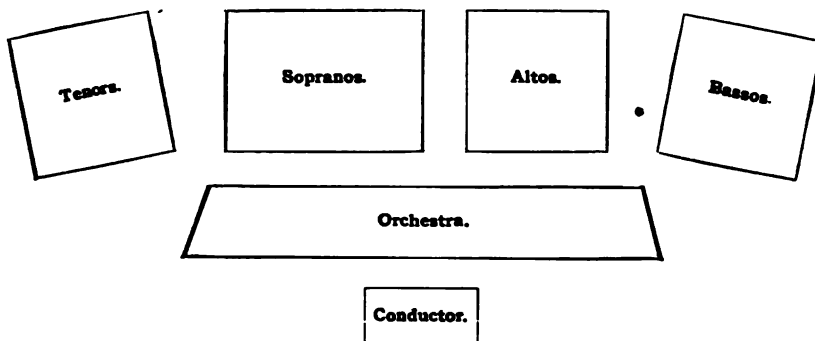 Tenors.
Sopranos.
Altos.
Bassos.
Orchestra.
Conductor.